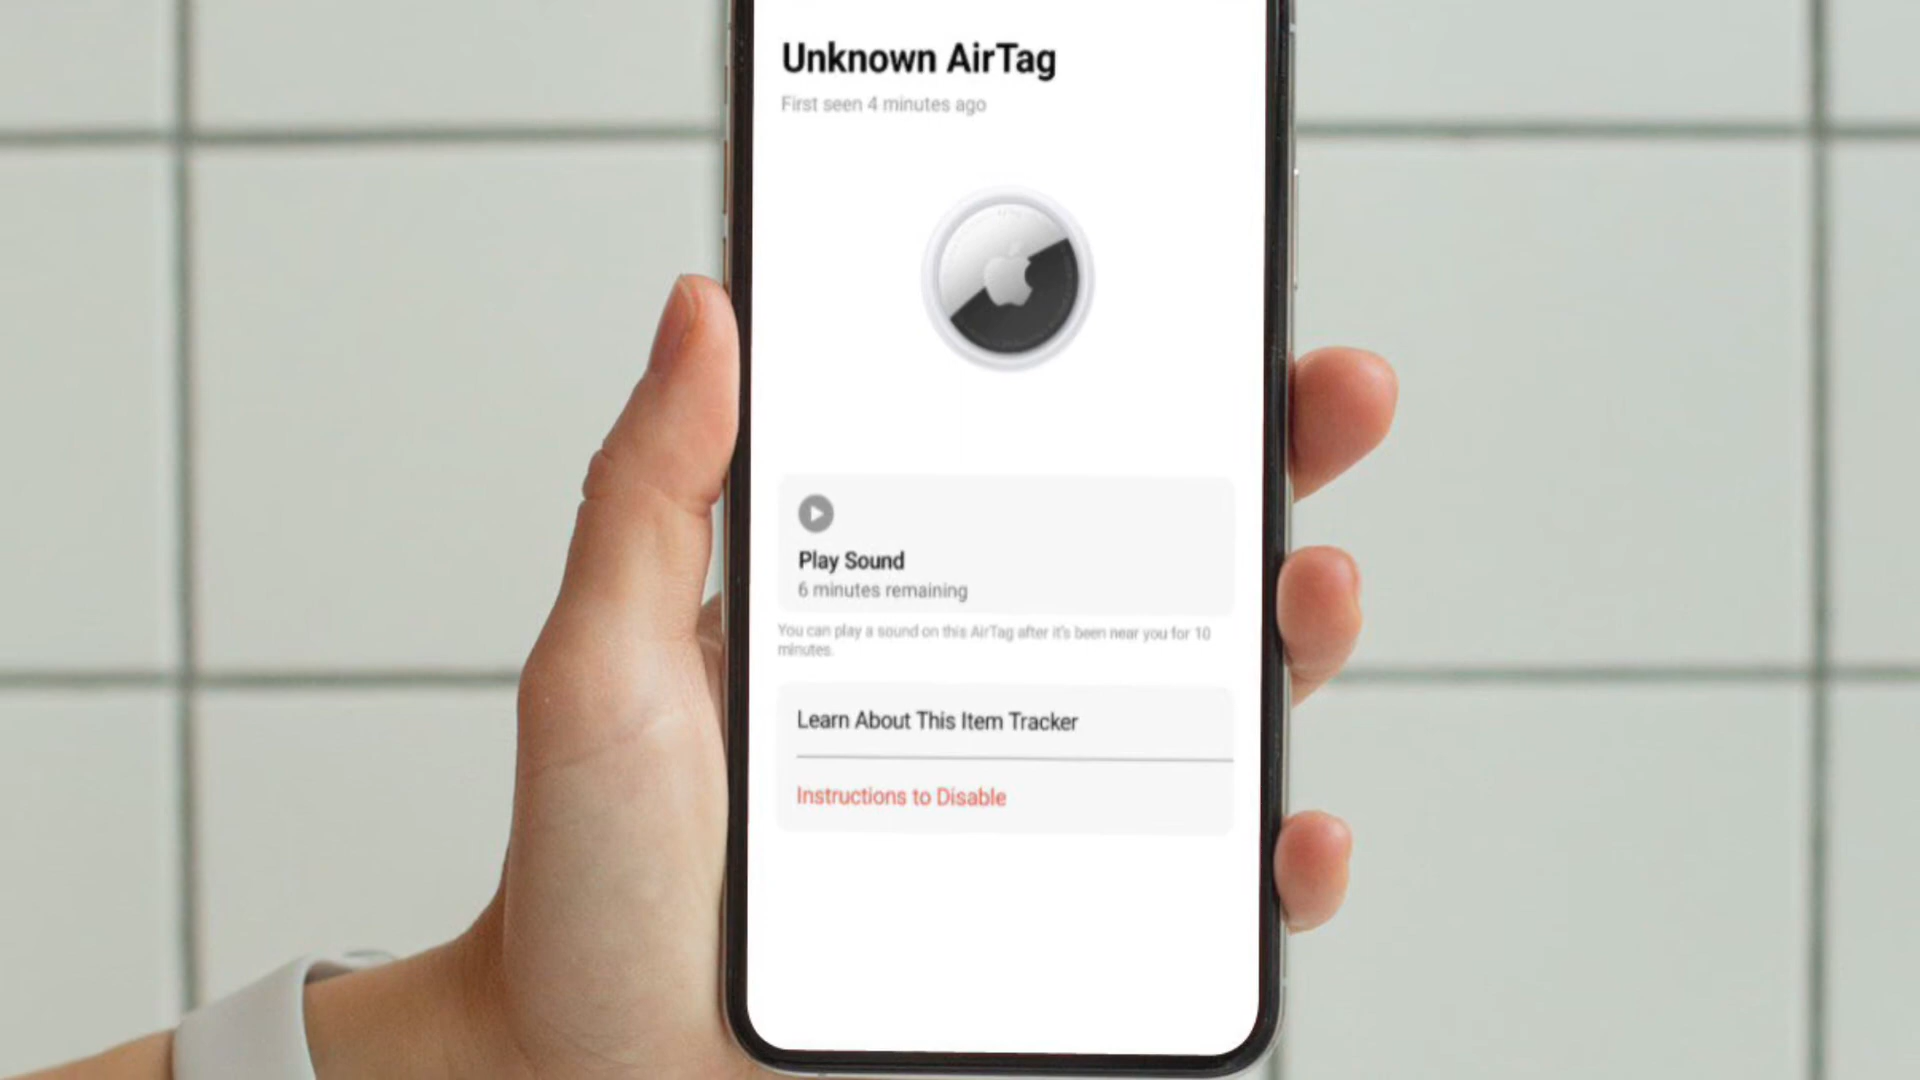 Unknown AirTag
First seen 4 minutes ago
Play Sound
6 minutes remaining
You can play a sound on this AirTag after it's been near you for 10
minutes.
Learn About This Item Tracker
Instructions to Disable